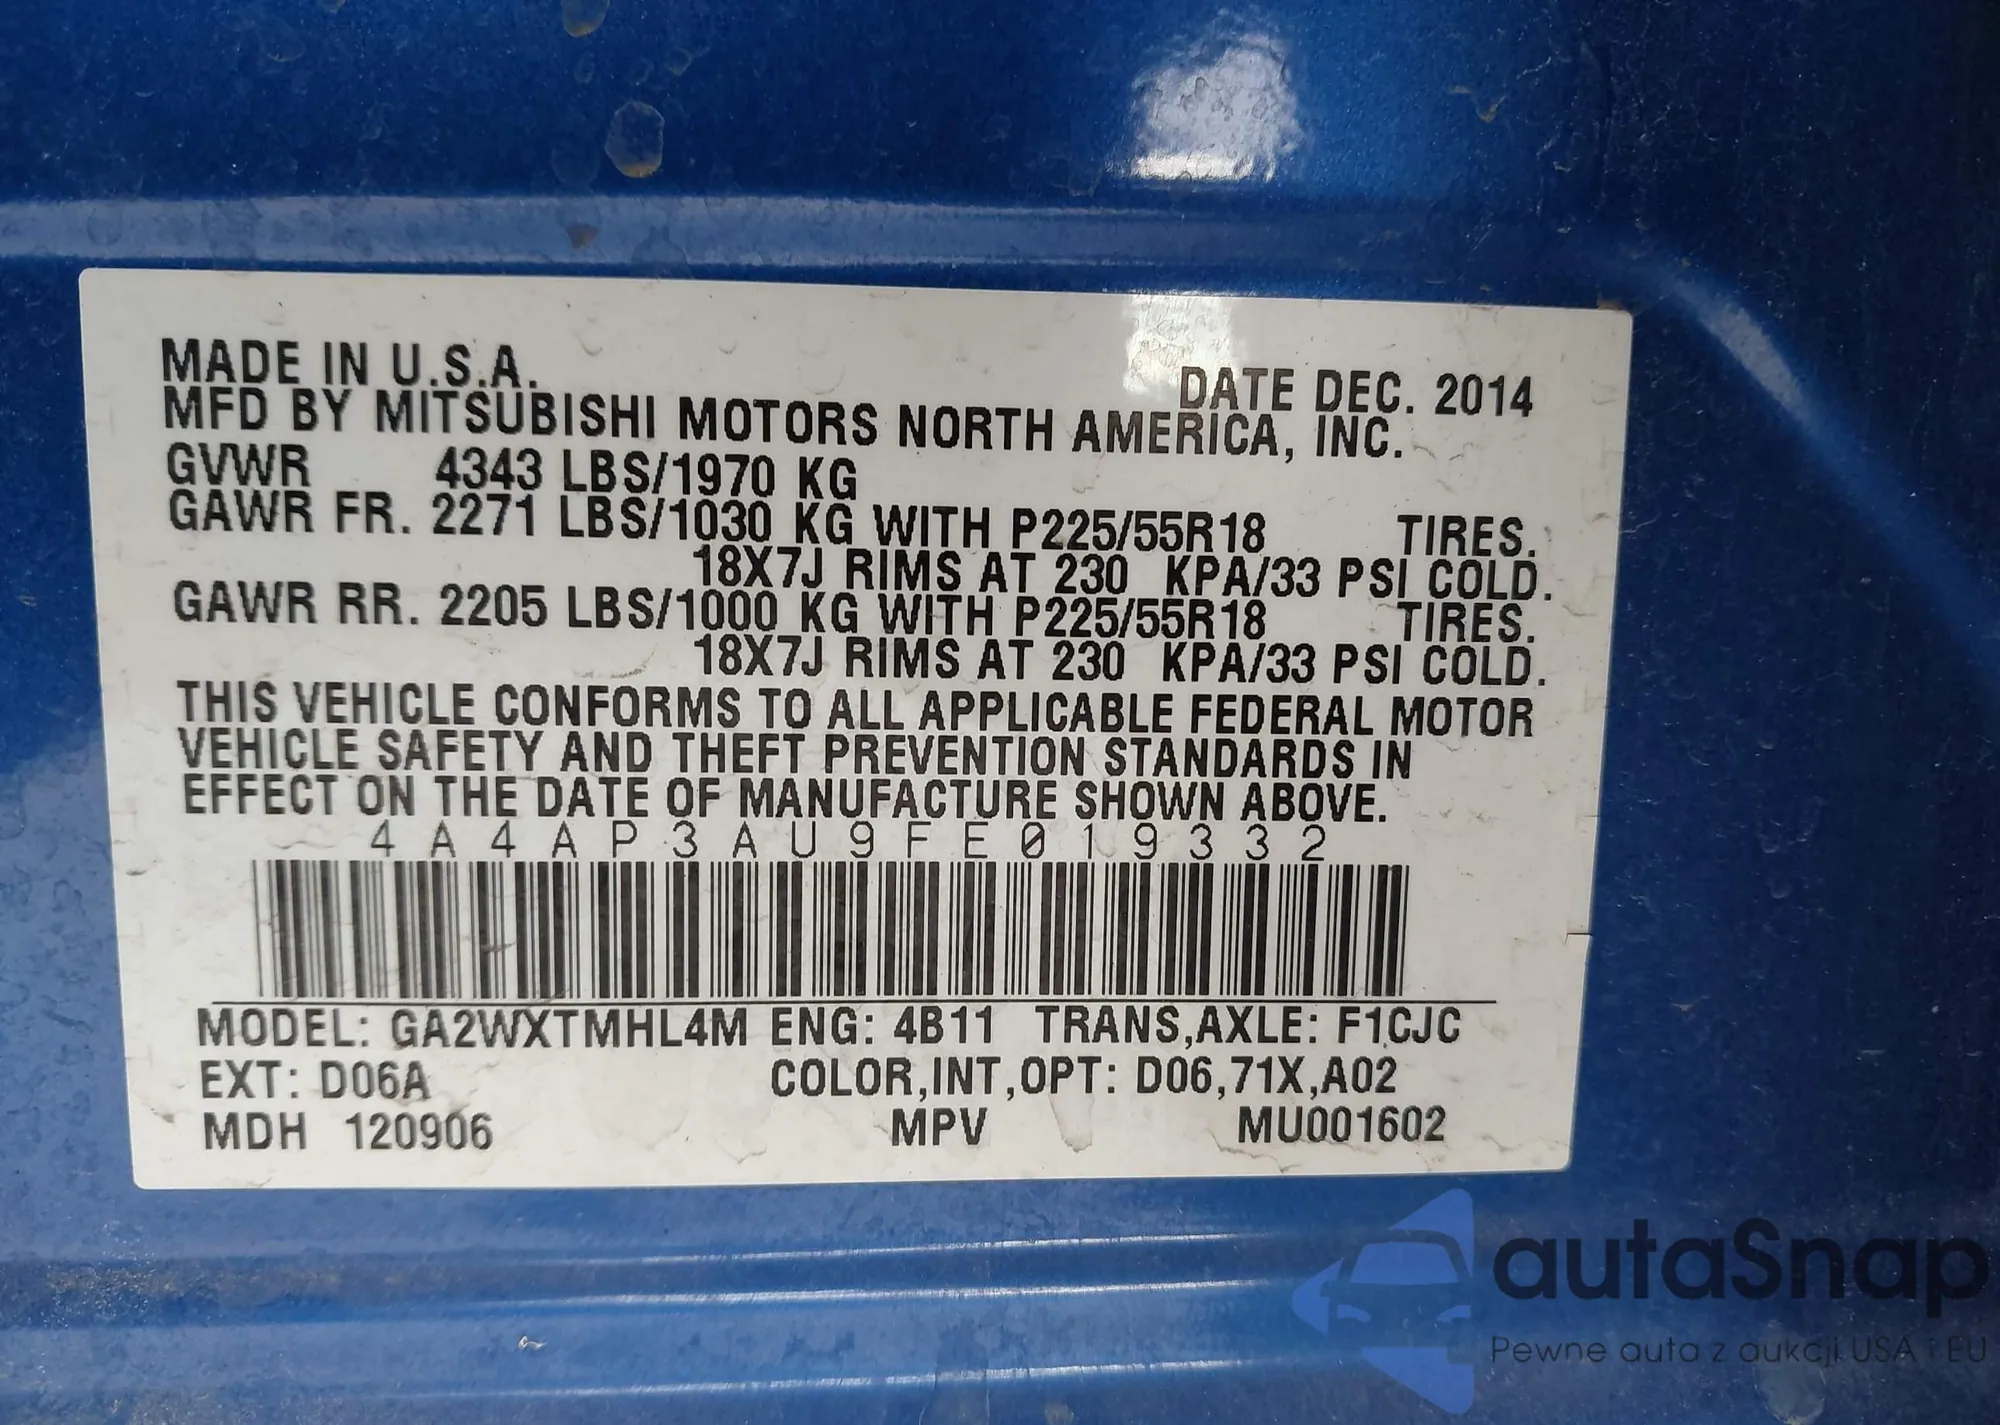 MADE IN U.S.A.
DATE DEC. 2014
MFD BY MITSUBISHI MOTORS NORTH AMERICA, INC.
GVWR 4343 LBS/1970 KG
GAWR FR. 2271 LBS/1030 KG WITH P225/55R18 TIRES.
18X7J RIMS AT 230 KPA/33 PSI COLD.
GAWR RR. 2205 LBS/1000 KG WITH P225/55R18 TIRES.
18X7J RIMS AT 230 KPA/33 PSI COLD.
THIS VEHICLE CONFORMS TO ALL APPLICABLE FEDERAL MOTOR
VEHICLE SAFETY AND THEFT PREVENTION STANDARDS IN
EFFECT ON THE DATE OF MANUFACTURE SHOWN ABOVE.
4A4AP3AU9FE019332
MODEL: GA2WXTMHL4M ENG: 4B11 TRANS,AXLE: F1CJC
EXT: D06A COLOR,INT,OPT: D06,71X,A02
MDH 120906 MPV MU001602
autaSnap
Pewne auta z aukcji USA i EU